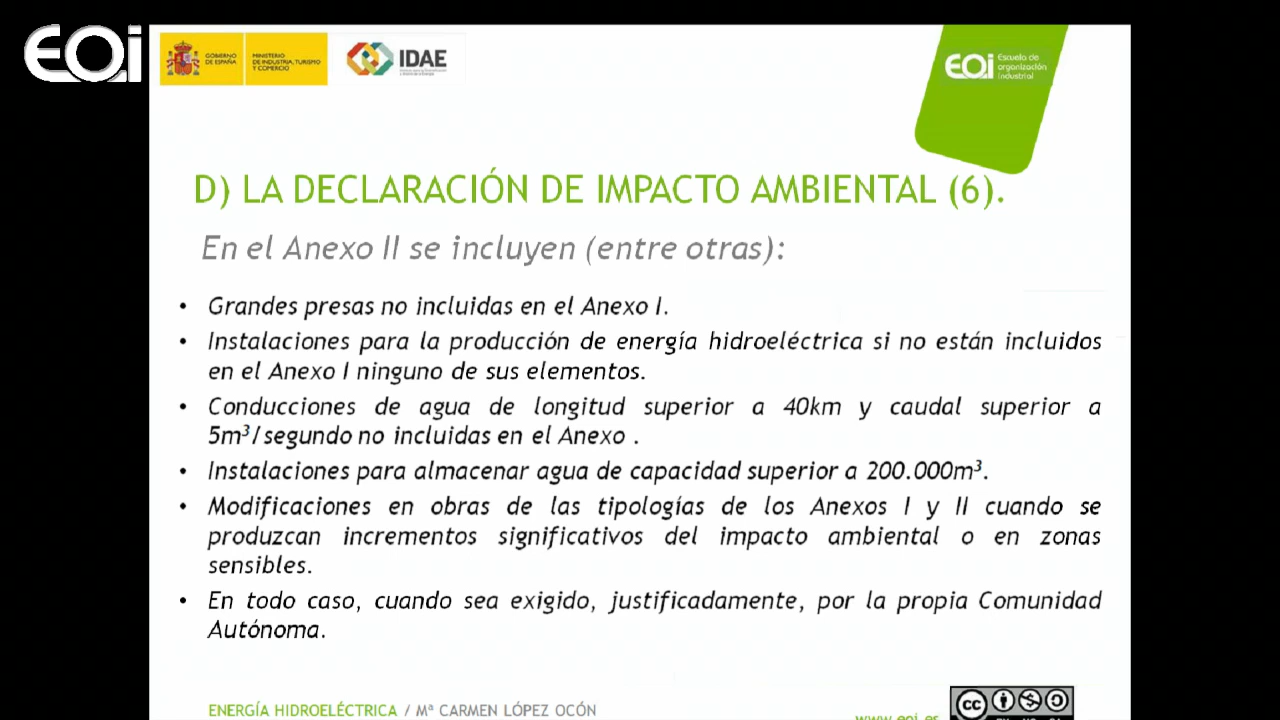 EOi
GOBIERNO
DE ESPAÑA
MINISTERIO
DE INDUSTRIA, TURISMO
Y COMERCIO
IDAE
EOi Escuela de
organización
industrial
D) LA DECLARACIÓN DE IMPACTO AMBIENTAL (6).
En el Anexo II se incluyen (entre otras):
• Grandes presas no incluidas en el Anexo I.
• Instalaciones para la producción de energía hidroeléctrica si no están incluidos
en el Anexo I ninguno de sus elementos.
• Conducciones de agua de longitud superior a 40km y caudal superior a
5m³/segundo no incluidas en el Anexo .
• Instalaciones para almacenar agua de capacidad superior a 200.000m³.
• Modificaciones en obras de las tipologías de los Anexos I y II cuando se
produzcan incrementos significativos del impacto ambiental o en zonas
sensibles.
• En todo caso, cuando sea exigido, justificadamente, por la propia Comunidad
Autónoma.
ENERGÍA HIDROELÉCTRICA / Mª CARMEN LÓPEZ OCÓN
www.eoi.es
cc